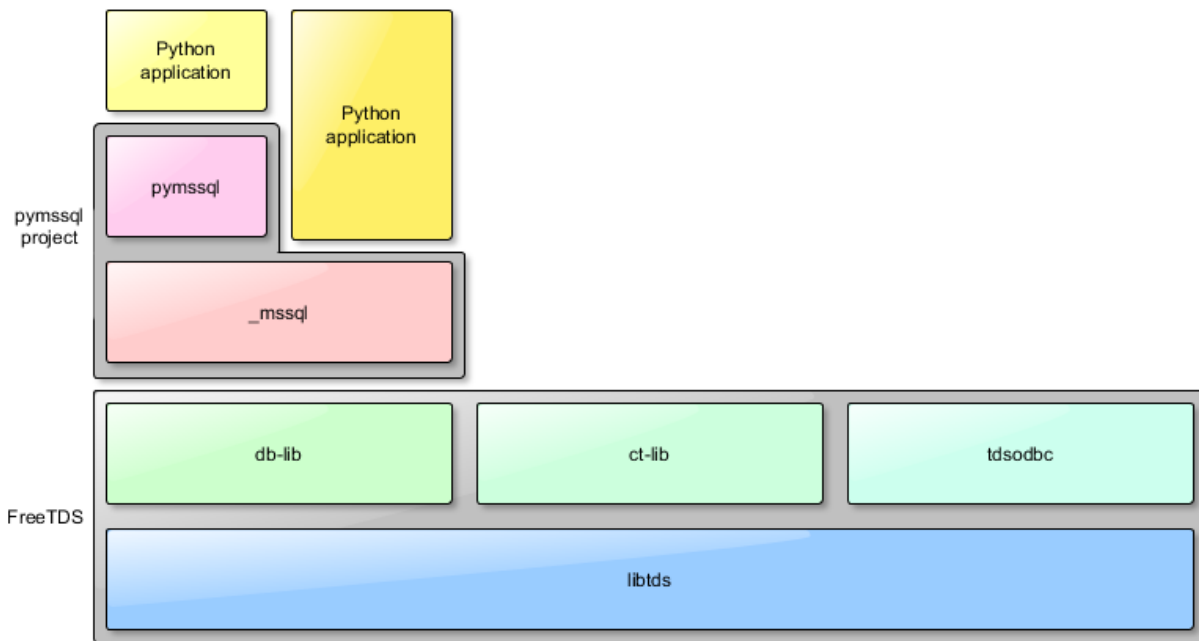 Python
application
Python
application
pymssql
pymssql
project
_mssql
db-lib
ct-lib
tdsodbc
FreeTDS
libtds